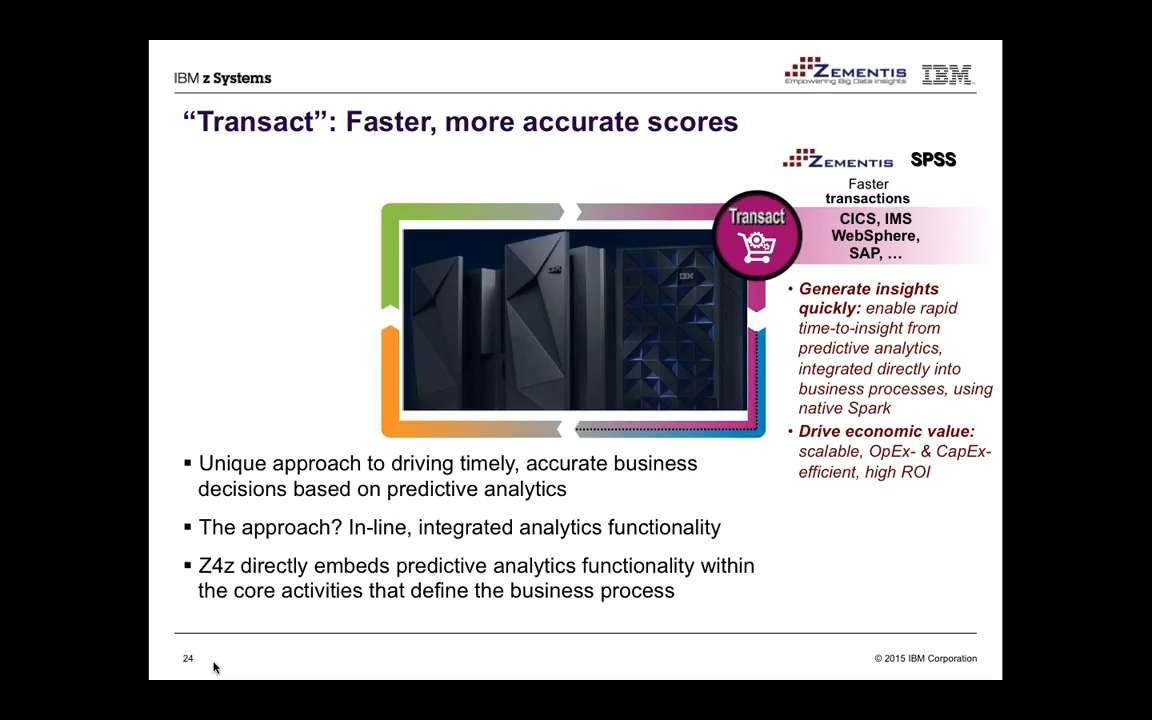 IBM z Systems
ZEMENTIS
Empowering Big Data Insights
IBM
“Transact”: Faster, more accurate scores
ZEMENTIS SPSS
Faster
transactions
Transact
CICS, IMS
WebSphere,
SAP, …
IBM
IBM
• Generate insights
quickly: enable rapid
time-to-insight from
predictive analytics,
integrated directly into
business processes, using
native Spark
• Drive economic value:
scalable, OpEx- & CapEx-
efficient, high ROI
▪ Unique approach to driving timely, accurate business
decisions based on predictive analytics
▪ The approach? In-line, integrated analytics functionality
▪ Z4z directly embeds predictive analytics functionality within
the core activities that define the business process
24
© 2015 IBM Corporation